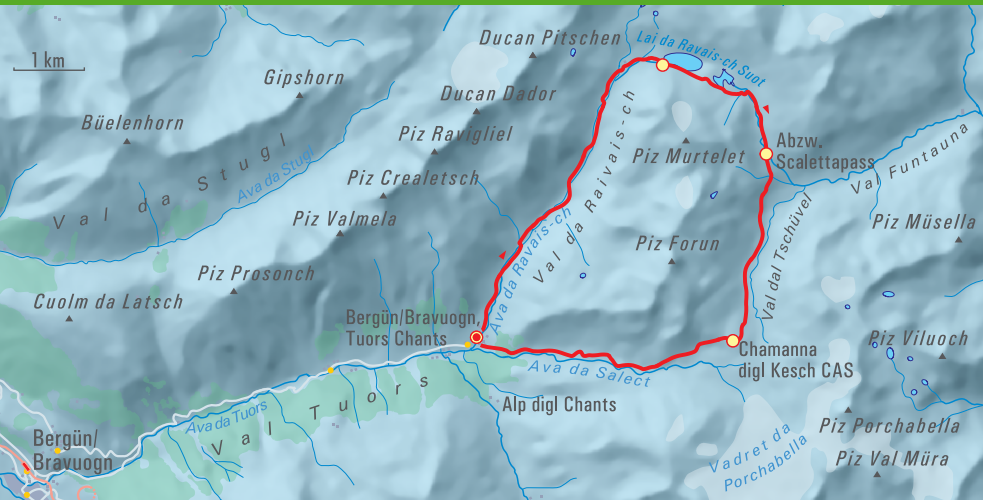 Ducan Pitschen
Lai da Ravais-ch Suot
1 km
Gipshorn
Ducan Dador
Büelenhorn
Piz Ravigliel
Val da Stugl
Ava da Stugl
Piz Murtelet
Abzw.
Scalettapass
Val Funtauna
Piz Crealetsch
Piz Valmela
Val da Raivais-ch
Ava da Ravais-ch
Piz Forun
Val dal Tschüvel
Piz Müsella
Piz Prosonch
Cuolm da Latsch
Bergün/Bravuogn,
Tuors Chants
Chamanna
digl Kesch CAS
Piz Viluoch
Ava da Salect
Alp digl Chants
Val Tuors
Ava da Tuors
Bergün/
Bravuogn
Vadret da
Porchabella
Piz Porchabella
Piz Val Müra